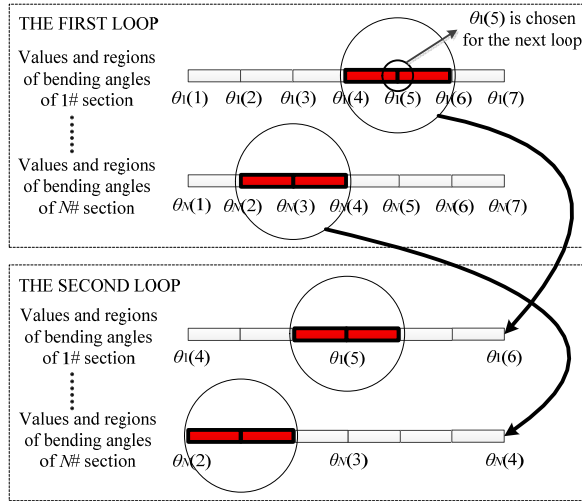 THE FIRST LOOP
θ1(5) is chosen
for the next loop
Values and regions
of bending angles
of 1# section
θ1(1) θ1(2) θ1(3) θ1(4) θ1(5) θ1(6) θ1(7)
Values and regions
of bending angles
of N# section
θN(1) θN(2) θN(3) θN(4) θN(5) θN(6) θN(7)
THE SECOND LOOP
Values and regions
of bending angles
of 1# section
θ1(4) θ1(5) θ1(6)
Values and regions
of bending angles
of N# section
θN(2) θN(3) θN(4)